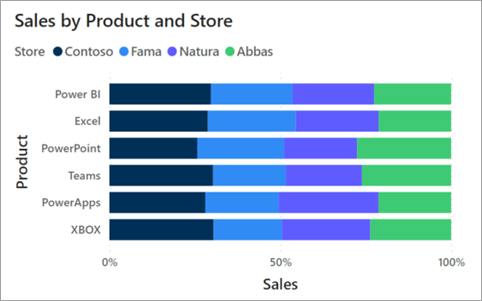 Sales by Product and Store
Store Contoso Fama Natura Abbas
Product
Power BI
Excel
PowerPoint
Teams
PowerApps
XBOX
0% 50% 100%
Sales